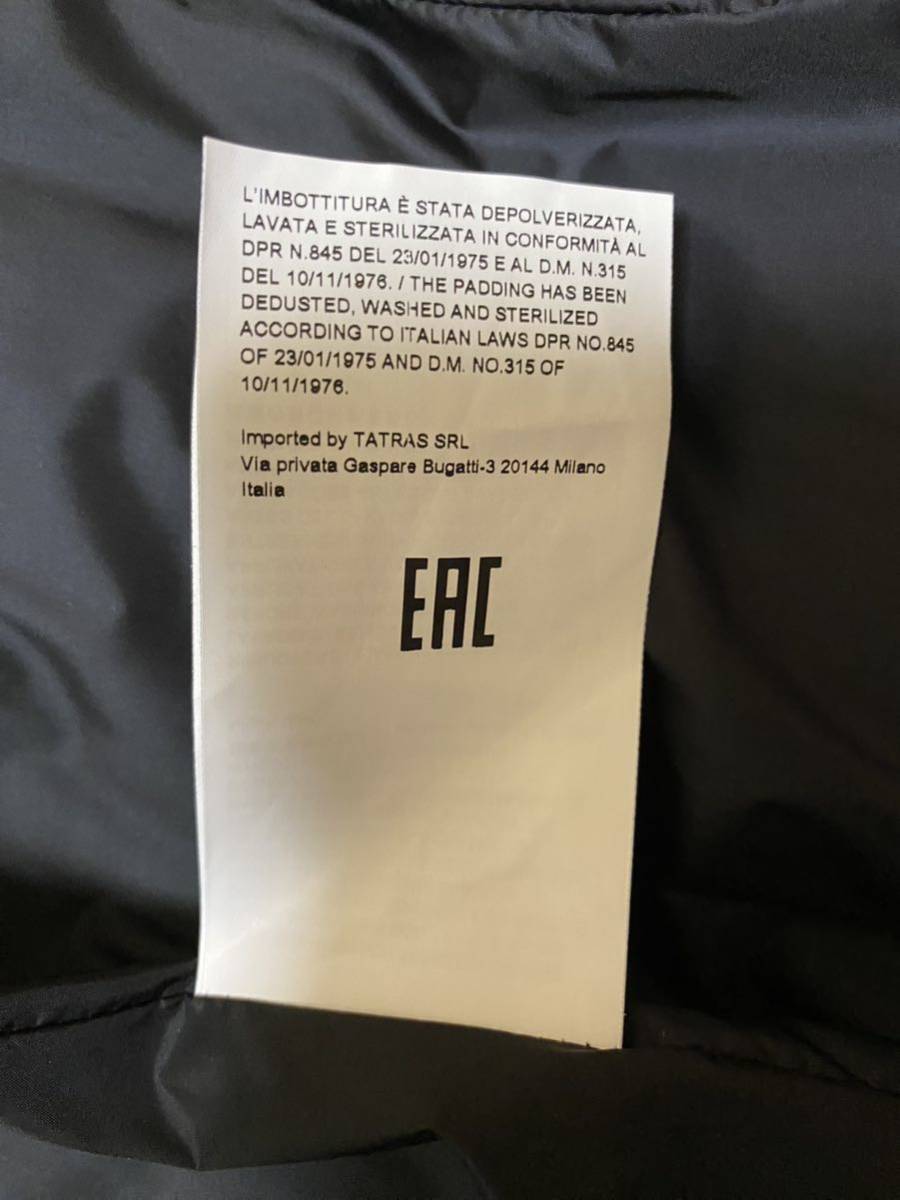 L'IMBOTTITURA È STATA DEPOLVERIZZATA,
LAVATA E STERILIZZATA IN CONFORMITÀ AL
DPR N.845 DEL 23/01/1975 E AL D.M. N.315
DEL 10/11/1976. / THE PADDING HAS BEEN
DEDUSTED, WASHED AND STERILIZED
ACCORDING TO ITALIAN LAWS DPR NO.845
OF 23/01/1975 AND D.M. NO.315 OF
10/11/1976.
Imported by TATRAS SRL
Via privata Gaspare Bugatti-3 20144 Milano
Italia
EAC